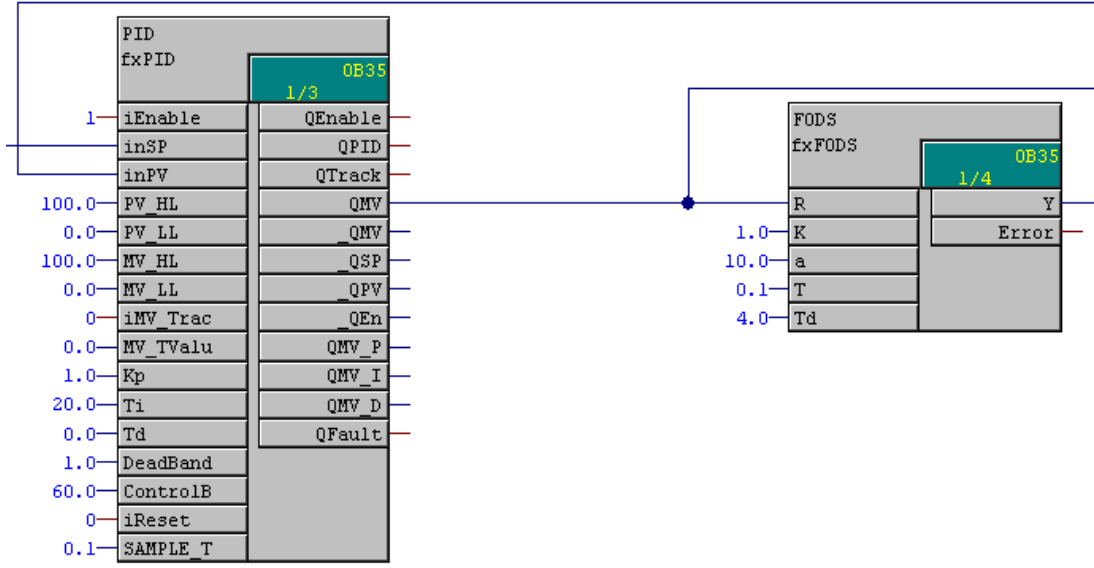 PID
fxPID
OB35
1/3
1 iEnable QEnable
inSP QPID
inPV QTrack
100.0 PV_HL QMV
0.0 PV_LL _QMV
100.0 MV_HL _QSP
0.0 MV_LL _QPV
0 iMV_Trac _QEn
0.0 MV_TValu QMV_P
1.0 Kp QMV_I
20.0 Ti QMV_D
0.0 Td QFault
1.0 DeadBand
60.0 ControlB
0 iReset
0.1 SAMPLE_T
FODS
fxFODS
OB35
1/4
R Y
1.0 K Error
10.0 a
0.1 T
4.0 Td